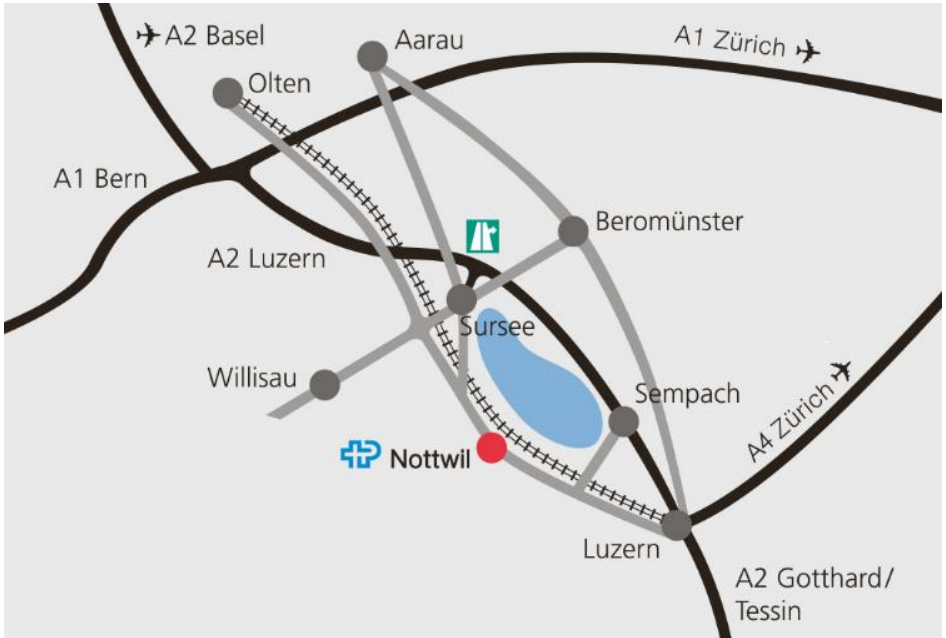 A2 Basel
Aarau
A1 Zürich
Olten
A1 Bern
Beromünster
A2 Luzern
Sursee
Willisau
Sempach
A4 Zürich
Nottwil
Luzern
A2 Gotthard/
Tessin